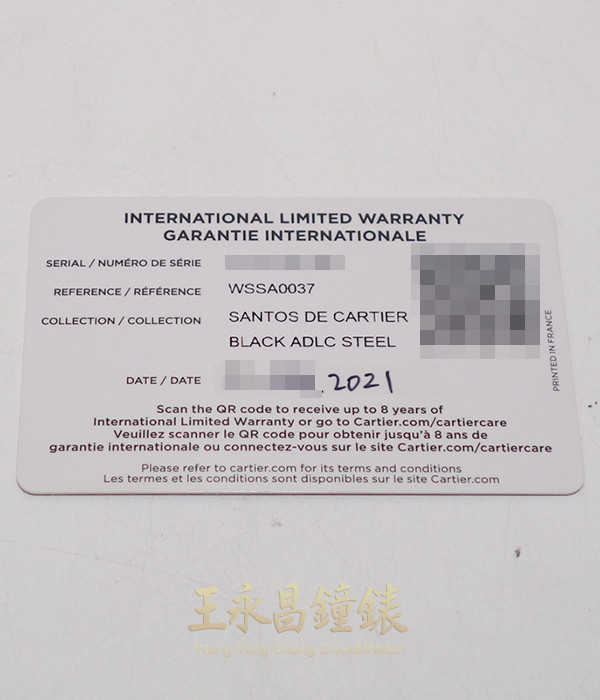 INTERNATIONAL LIMITED WARRANTY
GARANTIE INTERNATIONALE
SERIAL / NUMÉRO DE SÉRIE
REFERENCE / RÉFÉRENCE WSSA0037
COLLECTION / COLLECTION SANTOS DE CARTIER
BLACK ADLC STEEL
DATE / DATE . 2021
PRINTED IN FRANCE
Scan the QR code to receive up to 8 years of
International Limited Warranty or go to Cartier.com/cartiercare
Veuillez scanner le QR code pour obtenir jusqu'à 8 ans de
garantie internationale ou connectez-vous sur le site Cartier.com/cartiercare
Please refer to cartier.com for its terms and conditions
Les termes et les conditions sont disponibles sur le site Cartier.com
王永昌鐘錶